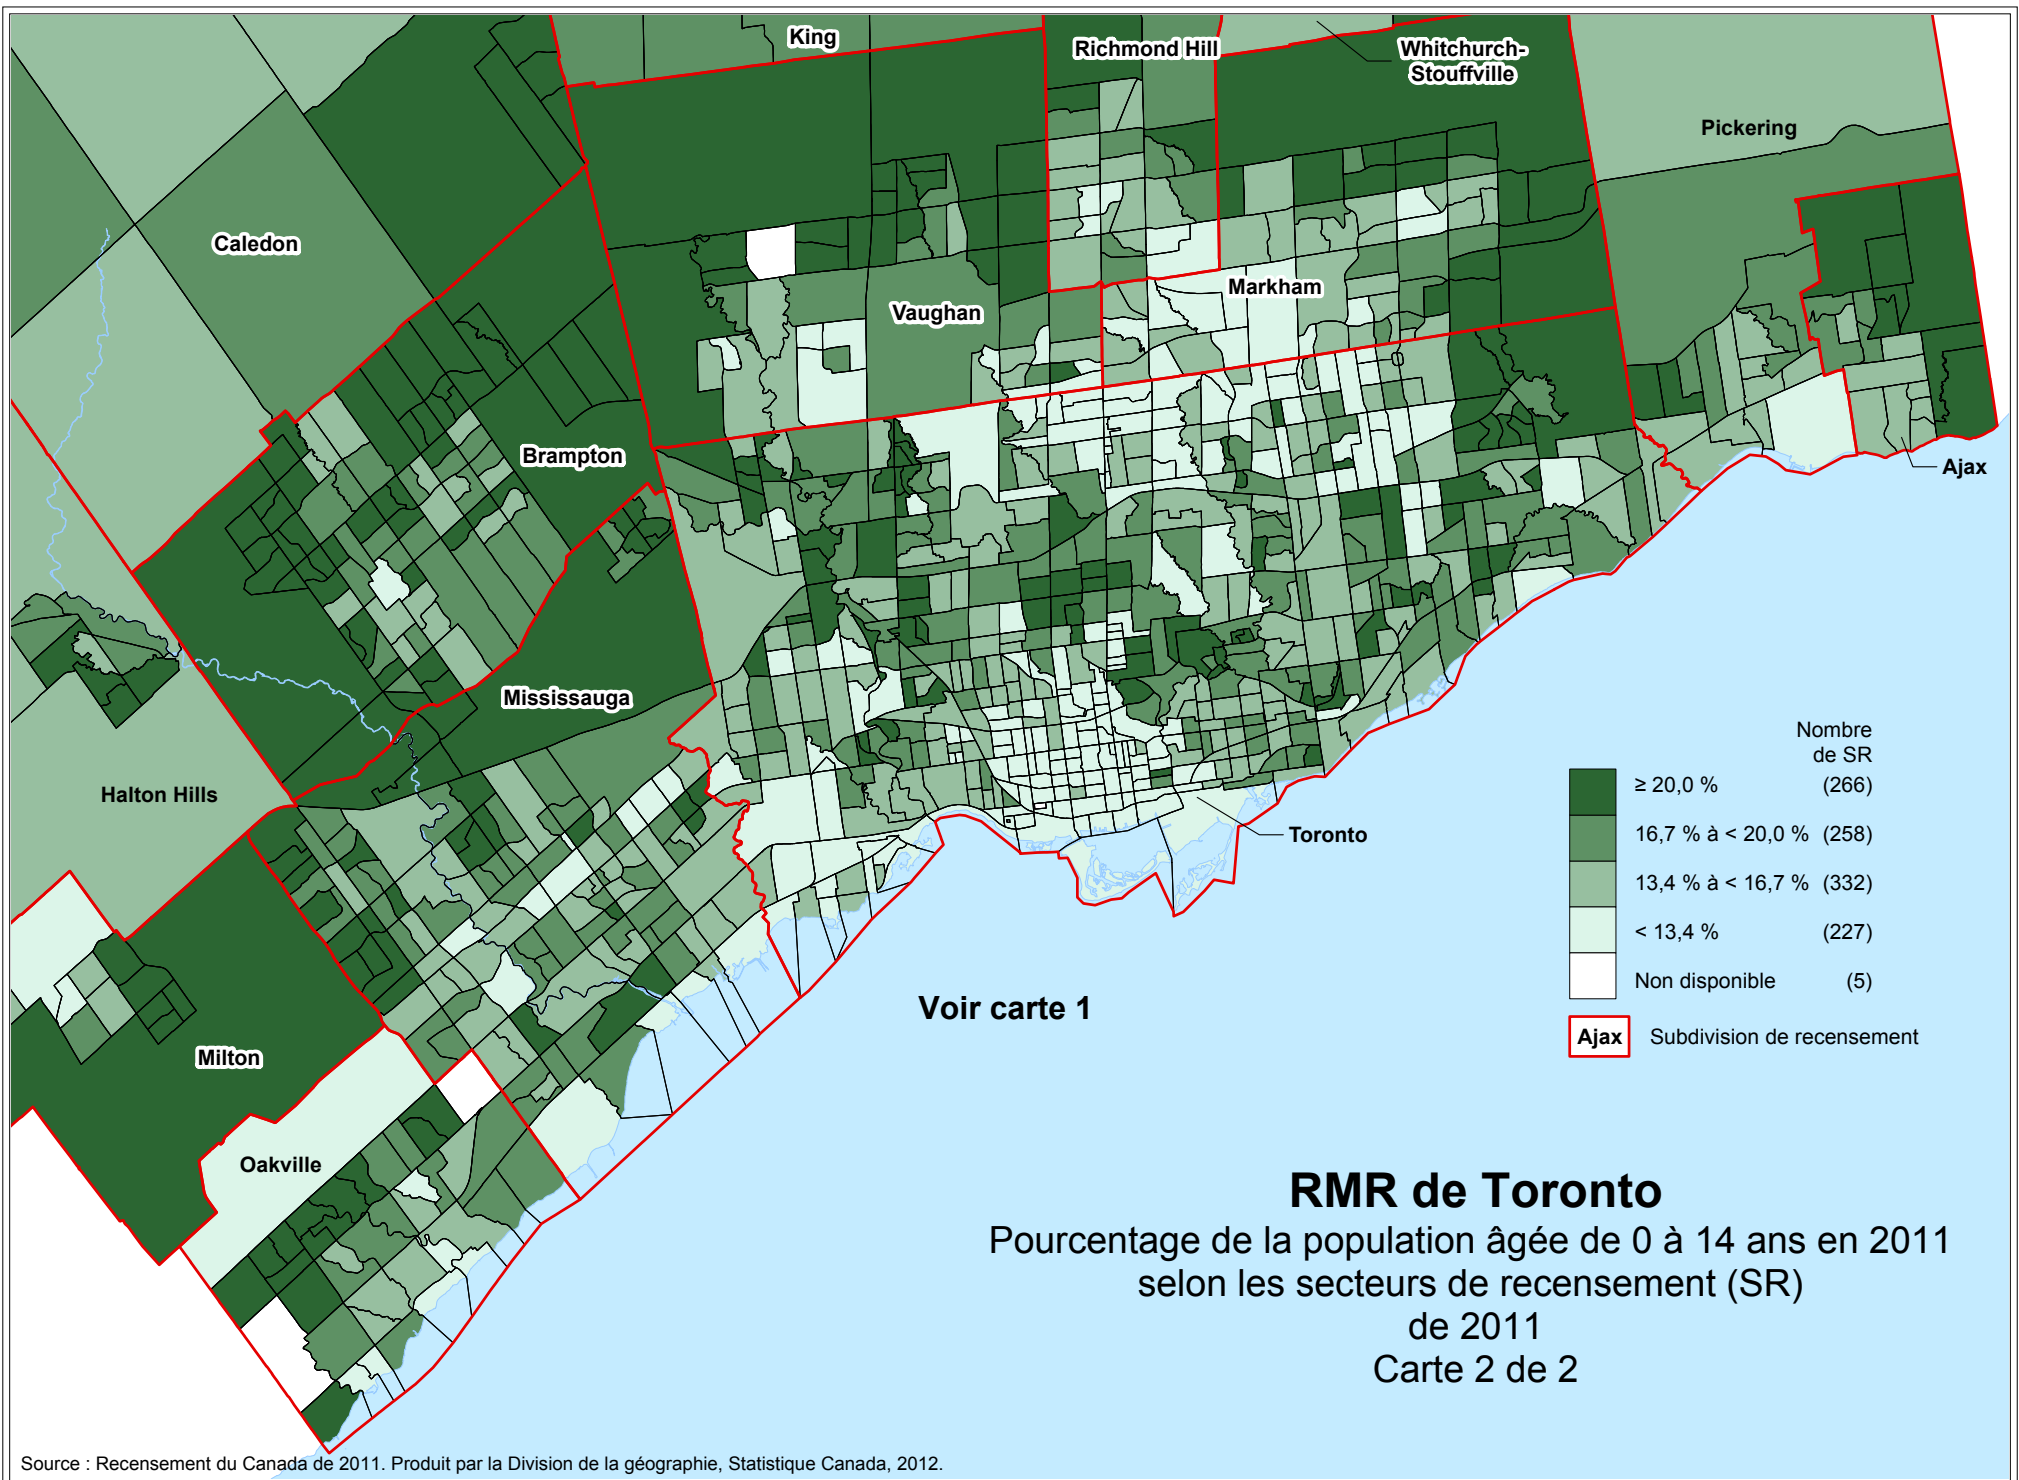 King
Richmond Hill
Whitchurch-
Stouffville
Pickering
Caledon
Vaughan
Markham
Brampton
Ajax
Mississauga
Halton Hills
Toronto
Milton
Oakville
Voir carte 1
Nombre
de SR
≥ 20,0 % (266)
16,7 % à < 20,0 % (258)
13,4 % à < 16,7 % (332)
< 13,4 % (227)
Non disponible (5)
Ajax Subdivision de recensement
RMR de Toronto
Pourcentage de la population âgée de 0 à 14 ans en 2011
selon les secteurs de recensement (SR)
de 2011
Carte 2 de 2
Source : Recensement du Canada de 2011. Produit par la Division de la géographie, Statistique Canada, 2012.